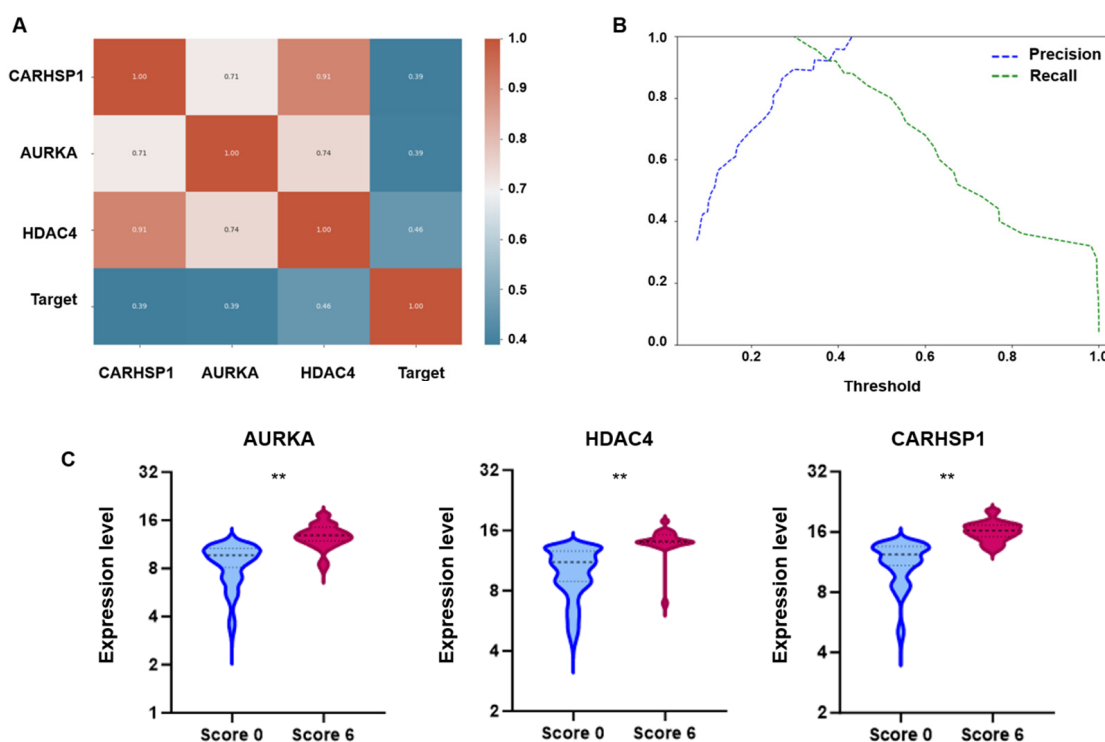 A
CARHSP1
AURKA
HDAC4
Target
1.00 0.71 0.91 0.39
0.71 1.00 0.74 0.39
0.91 0.74 1.00 0.46
0.39 0.39 0.46 1.00
CARHSP1 AURKA HDAC4 Target
1.0
0.9
0.8
0.7
0.6
0.5
0.4
B
Precision
Recall
1.0
0.8
0.6
0.4
0.2
0.0
0.2 0.4 0.6 0.8 1.0
Threshold
C
AURKA
**
Expression level
32
16
8
4
2
1
Score 0 Score 6
HDAC4
**
Expression level
32
16
8
4
2
Score 0 Score 6
CARHSP1
**
Expression level
32
16
8
4
2
Score 0 Score 6